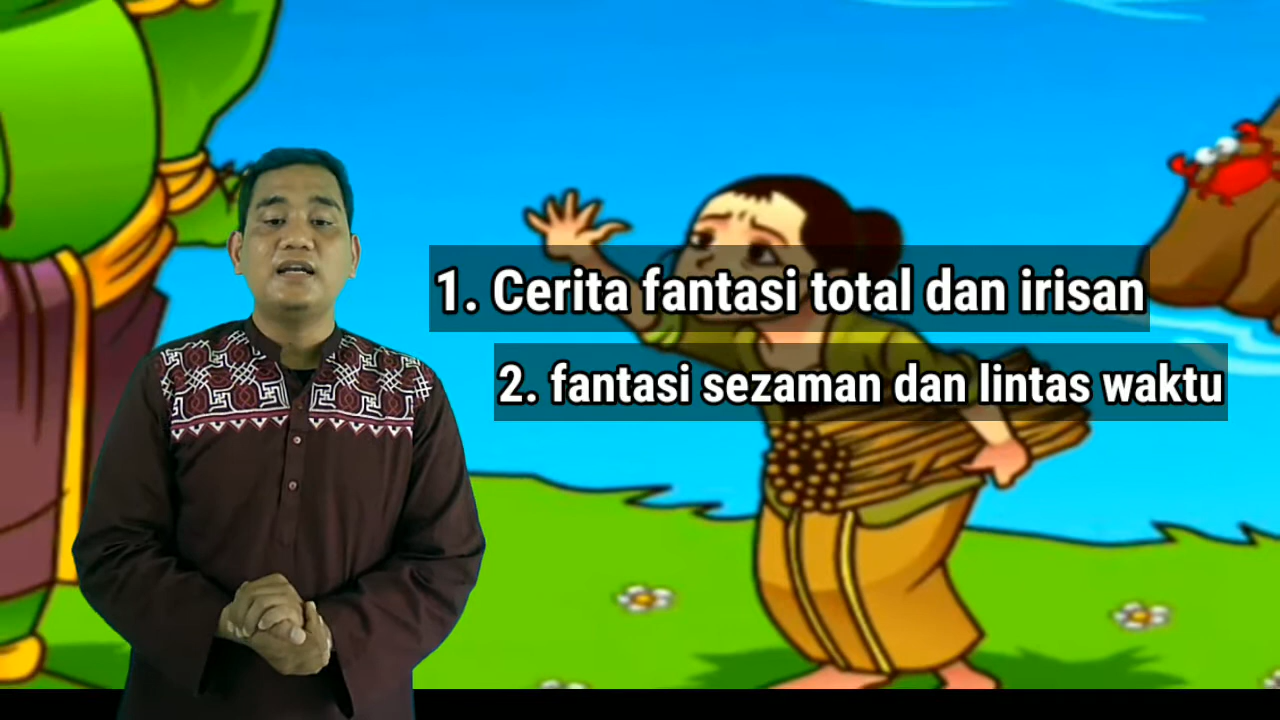 1. Cerita fantasi total dan irisan
2. fantasi sezaman dan lintas waktu